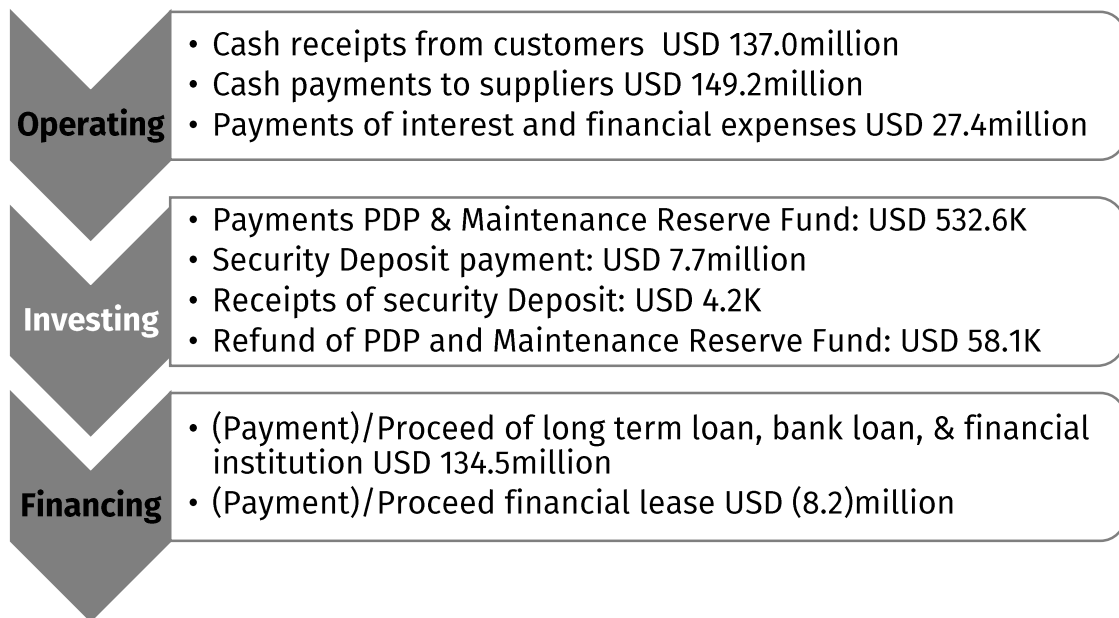 Operating
• Cash receipts from customers  USD 137.0million
• Cash payments to suppliers USD 149.2million
• Payments of interest and financial expenses USD 27.4million
Investing
• Payments PDP & Maintenance Reserve Fund: USD 532.6K
• Security Deposit payment: USD 7.7million
• Receipts of security Deposit: USD 4.2K
• Refund of PDP and Maintenance Reserve Fund: USD 58.1K
Financing
• (Payment)/Proceed of long term loan, bank loan, & financial
institution USD 134.5million
• (Payment)/Proceed financial lease USD (8.2)million